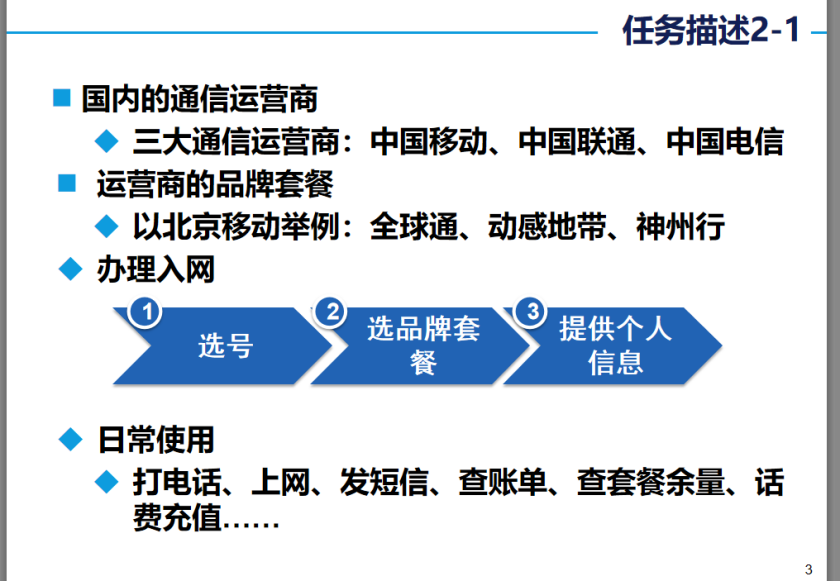 任务描述2-1
国内的通信运营商
三大通信运营商：中国移动、中国联通、中国电信
运营商的品牌套餐
以北京移动举例：全球通、动感地带、神州行
办理入网
1
选号
2
选品牌套
餐
3
提供个人
信息
日常使用
打电话、上网、发短信、查账单、查套餐余量、话
费充值……
3